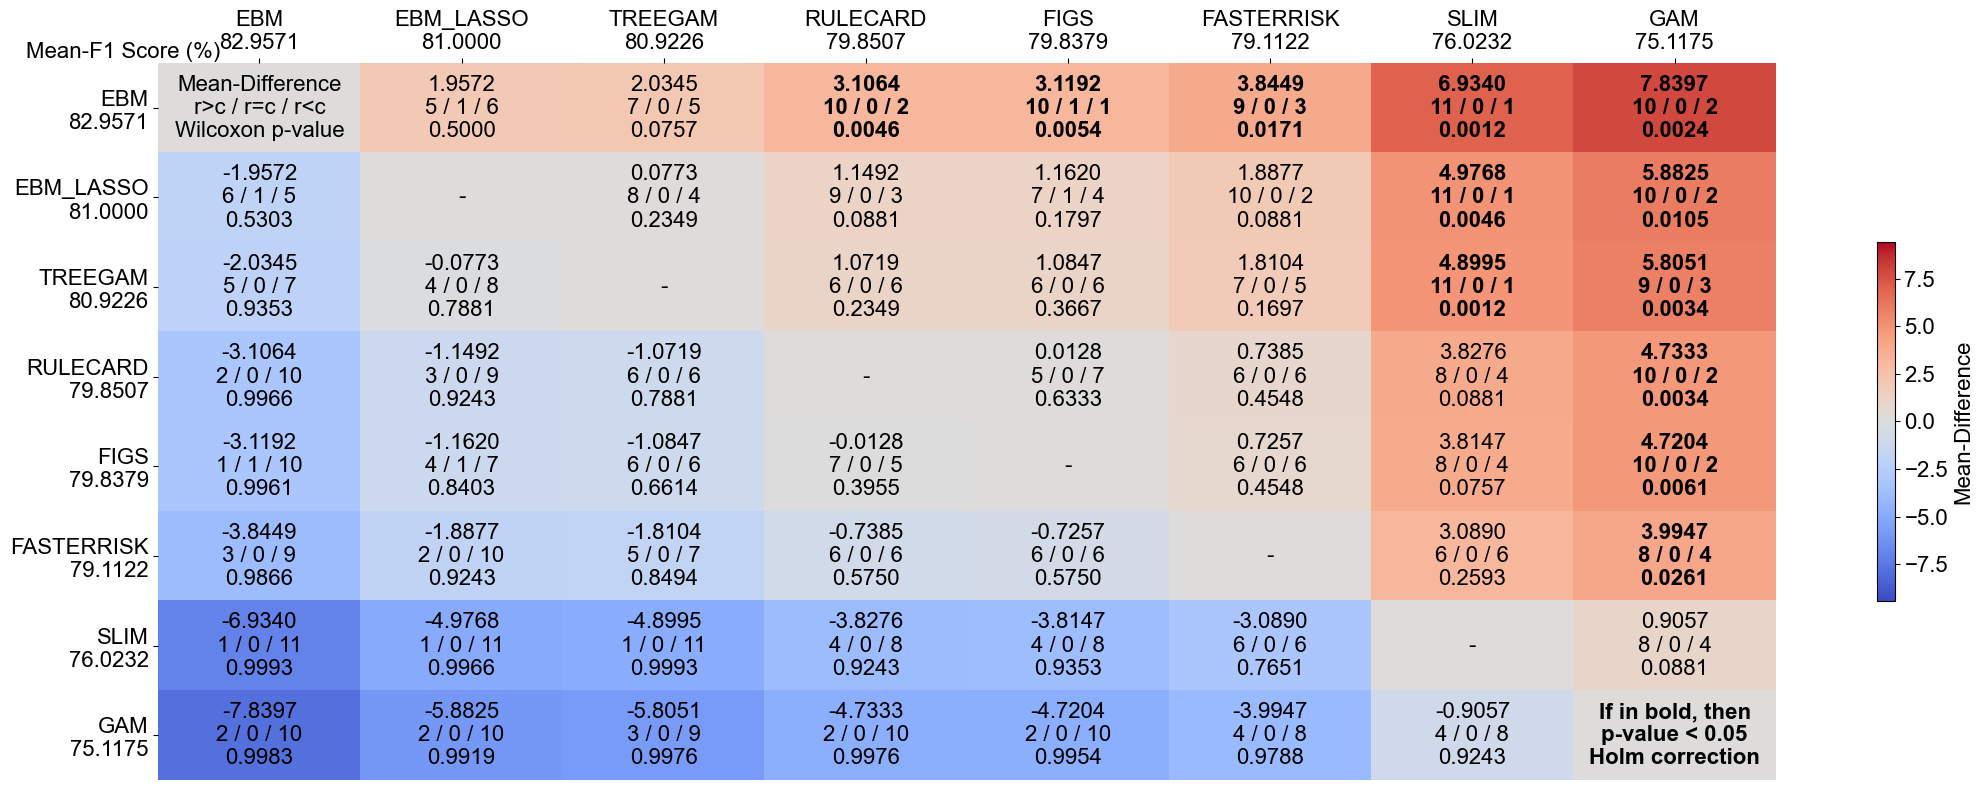 EBM EBM_LASSO TREEGAM RULECARD FIGS FASTERRISK SLIM GAM
Mean-F1 Score (%) 82.9571 81.0000 80.9226 79.8507 79.8379 79.1122 76.0232 75.1175
Mean-Difference 1.9572 2.0345 3.1064 3.1192 3.8449 6.9340 7.8397
EBM r>c / r=c / r<c 5 / 1 / 6 7 / 0 / 5 10 / 0 / 2 10 / 1 / 1 9 / 0 / 3 11 / 0 / 1 10 / 0 / 2
82.9571 Wilcoxon p-value 0.5000 0.0757 0.0046 0.0054 0.0171 0.0012 0.0024
-1.9572 0.0773 1.1492 1.1620 1.8877 4.9768 5.8825
EBM_LASSO 6 / 1 / 5 - 8 / 0 / 4 9 / 0 / 3 7 / 1 / 4 10 / 0 / 2 11 / 0 / 1 10 / 0 / 2
81.0000 0.5303 0.2349 0.0881 0.1797 0.0881 0.0046 0.0105
-2.0345 -0.0773 1.0719 1.0847 1.8104 4.8995 5.8051
TREEGAM 5 / 0 / 7 4 / 0 / 8 - 6 / 0 / 6 6 / 0 / 6 7 / 0 / 5 11 / 0 / 1 9 / 0 / 3
80.9226 0.9353 0.7881 0.2349 0.3667 0.1697 0.0012 0.0034
-3.1064 -1.1492 -1.0719 0.0128 0.7385 3.8276 4.7333
RULECARD 2 / 0 / 10 3 / 0 / 9 6 / 0 / 6 - 5 / 0 / 7 6 / 0 / 6 8 / 0 / 4 10 / 0 / 2
79.8507 0.9966 0.9243 0.7881 0.6333 0.4548 0.0881 0.0034
-3.1192 -1.1620 -1.0847 -0.0128 0.7257 3.8147 4.7204
FIGS 1 / 1 / 10 4 / 1 / 7 6 / 0 / 6 7 / 0 / 5 - 6 / 0 / 6 8 / 0 / 4 10 / 0 / 2
79.8379 0.9961 0.8403 0.6614 0.3955 0.4548 0.0757 0.0061
-3.8449 -1.8877 -1.8104 -0.7385 -0.7257 3.0890 3.9947
FASTERRISK 3 / 0 / 9 2 / 0 / 10 5 / 0 / 7 6 / 0 / 6 6 / 0 / 6 - 6 / 0 / 6 8 / 0 / 4
79.1122 0.9866 0.9243 0.8494 0.5750 0.5750 0.2593 0.0261
-6.9340 -4.9768 -4.8995 -3.8276 -3.8147 -3.0890 0.9057
SLIM 1 / 0 / 11 1 / 0 / 11 1 / 0 / 11 4 / 0 / 8 4 / 0 / 8 6 / 0 / 6 - 8 / 0 / 4
76.0232 0.9993 0.9966 0.9993 0.9243 0.9353 0.7651 0.0881
-7.8397 -5.8825 -5.8051 -4.7333 -4.7204 -3.9947 -0.9057 If in bold, then
GAM 2 / 0 / 10 2 / 0 / 10 3 / 0 / 9 2 / 0 / 10 2 / 0 / 10 4 / 0 / 8 4 / 0 / 8 p-value < 0.05
75.1175 0.9983 0.9919 0.9976 0.9976 0.9954 0.9788 0.9243 Holm correction
7.5
5.0
2.5
0.0
−2.5
−5.0
−7.5
Mean-Difference